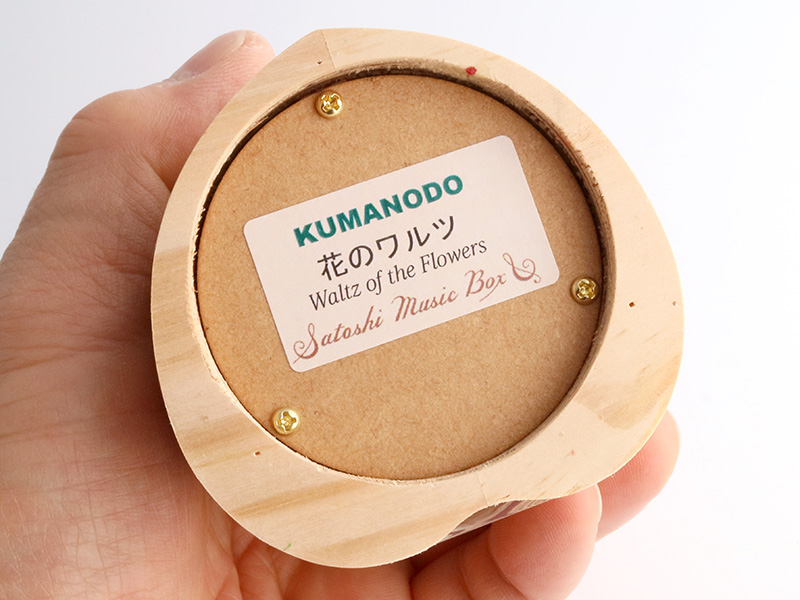 KUMANODO
花のワルツ
Waltz of the Flowers
Satoshi Music Box